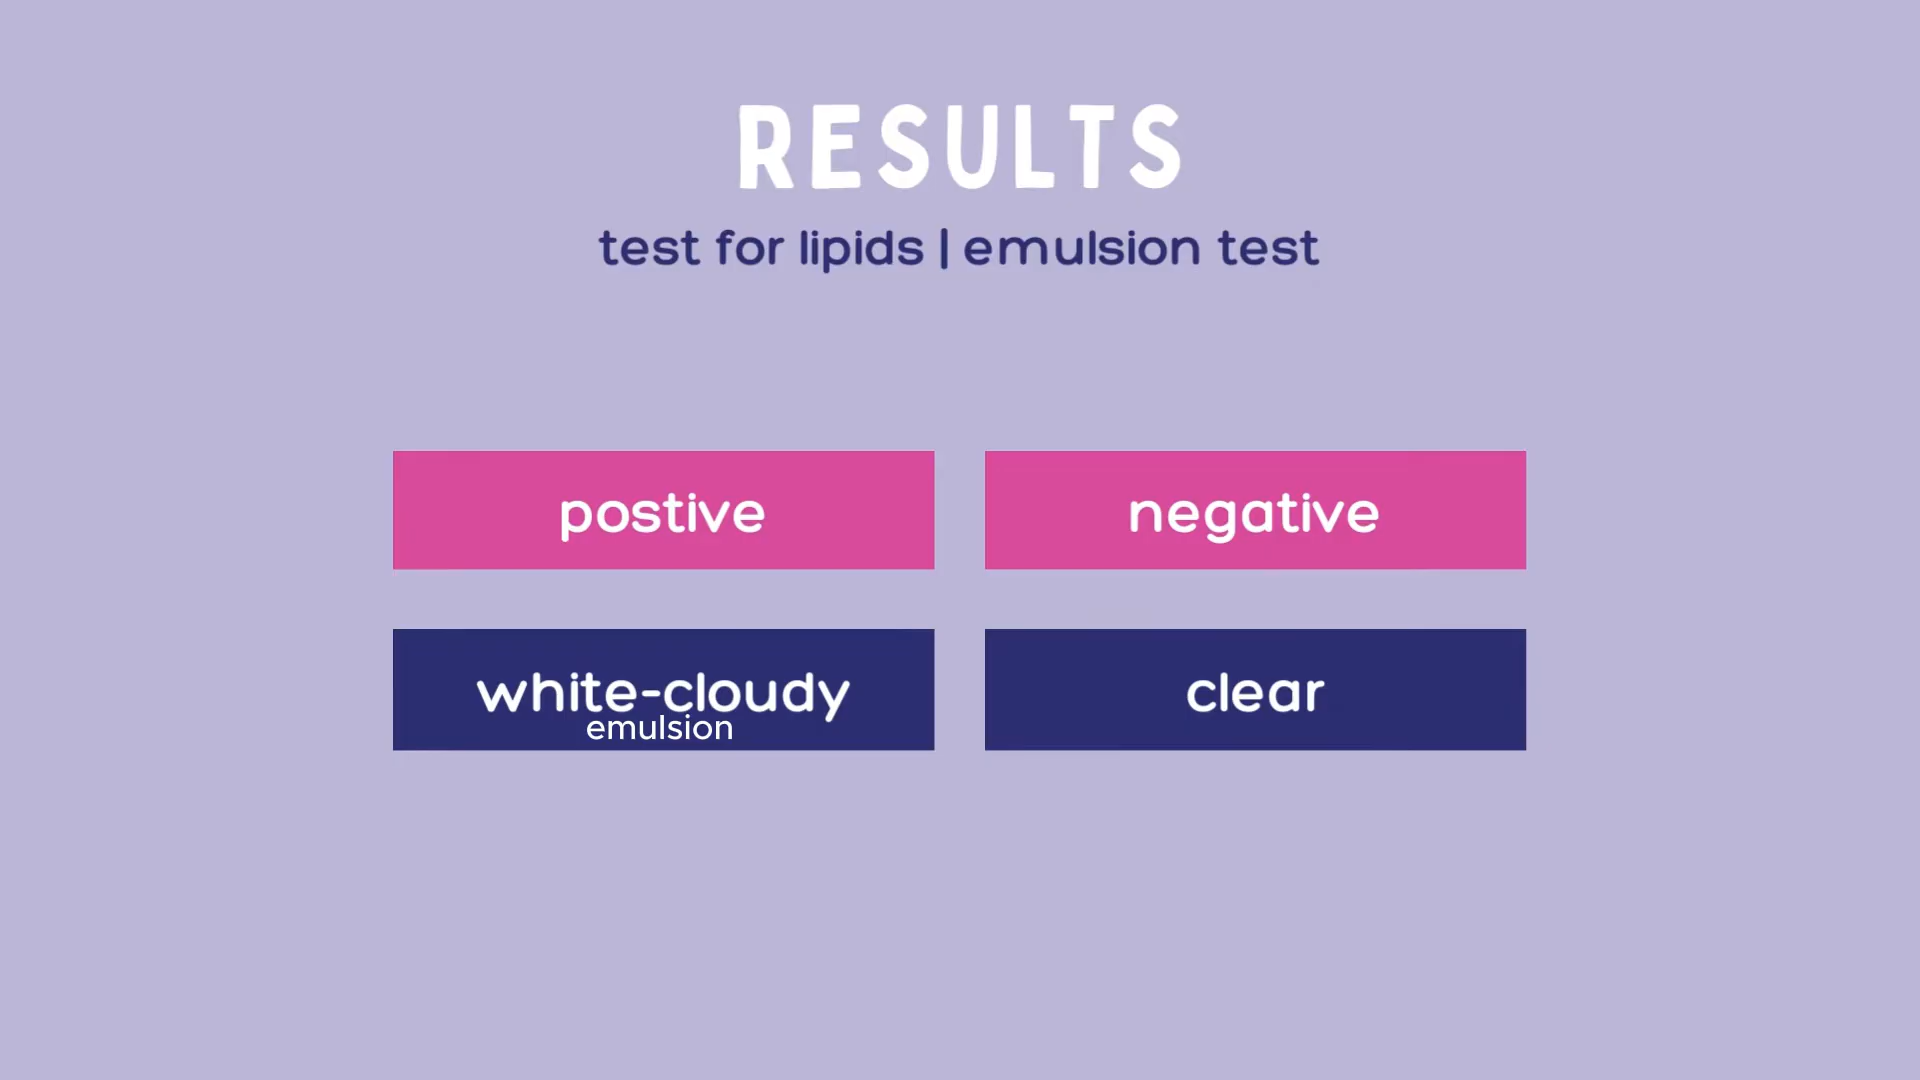 RESULTS
test for lipids | emulsion test
postive
negative
white-cloudy
emulsion
clear